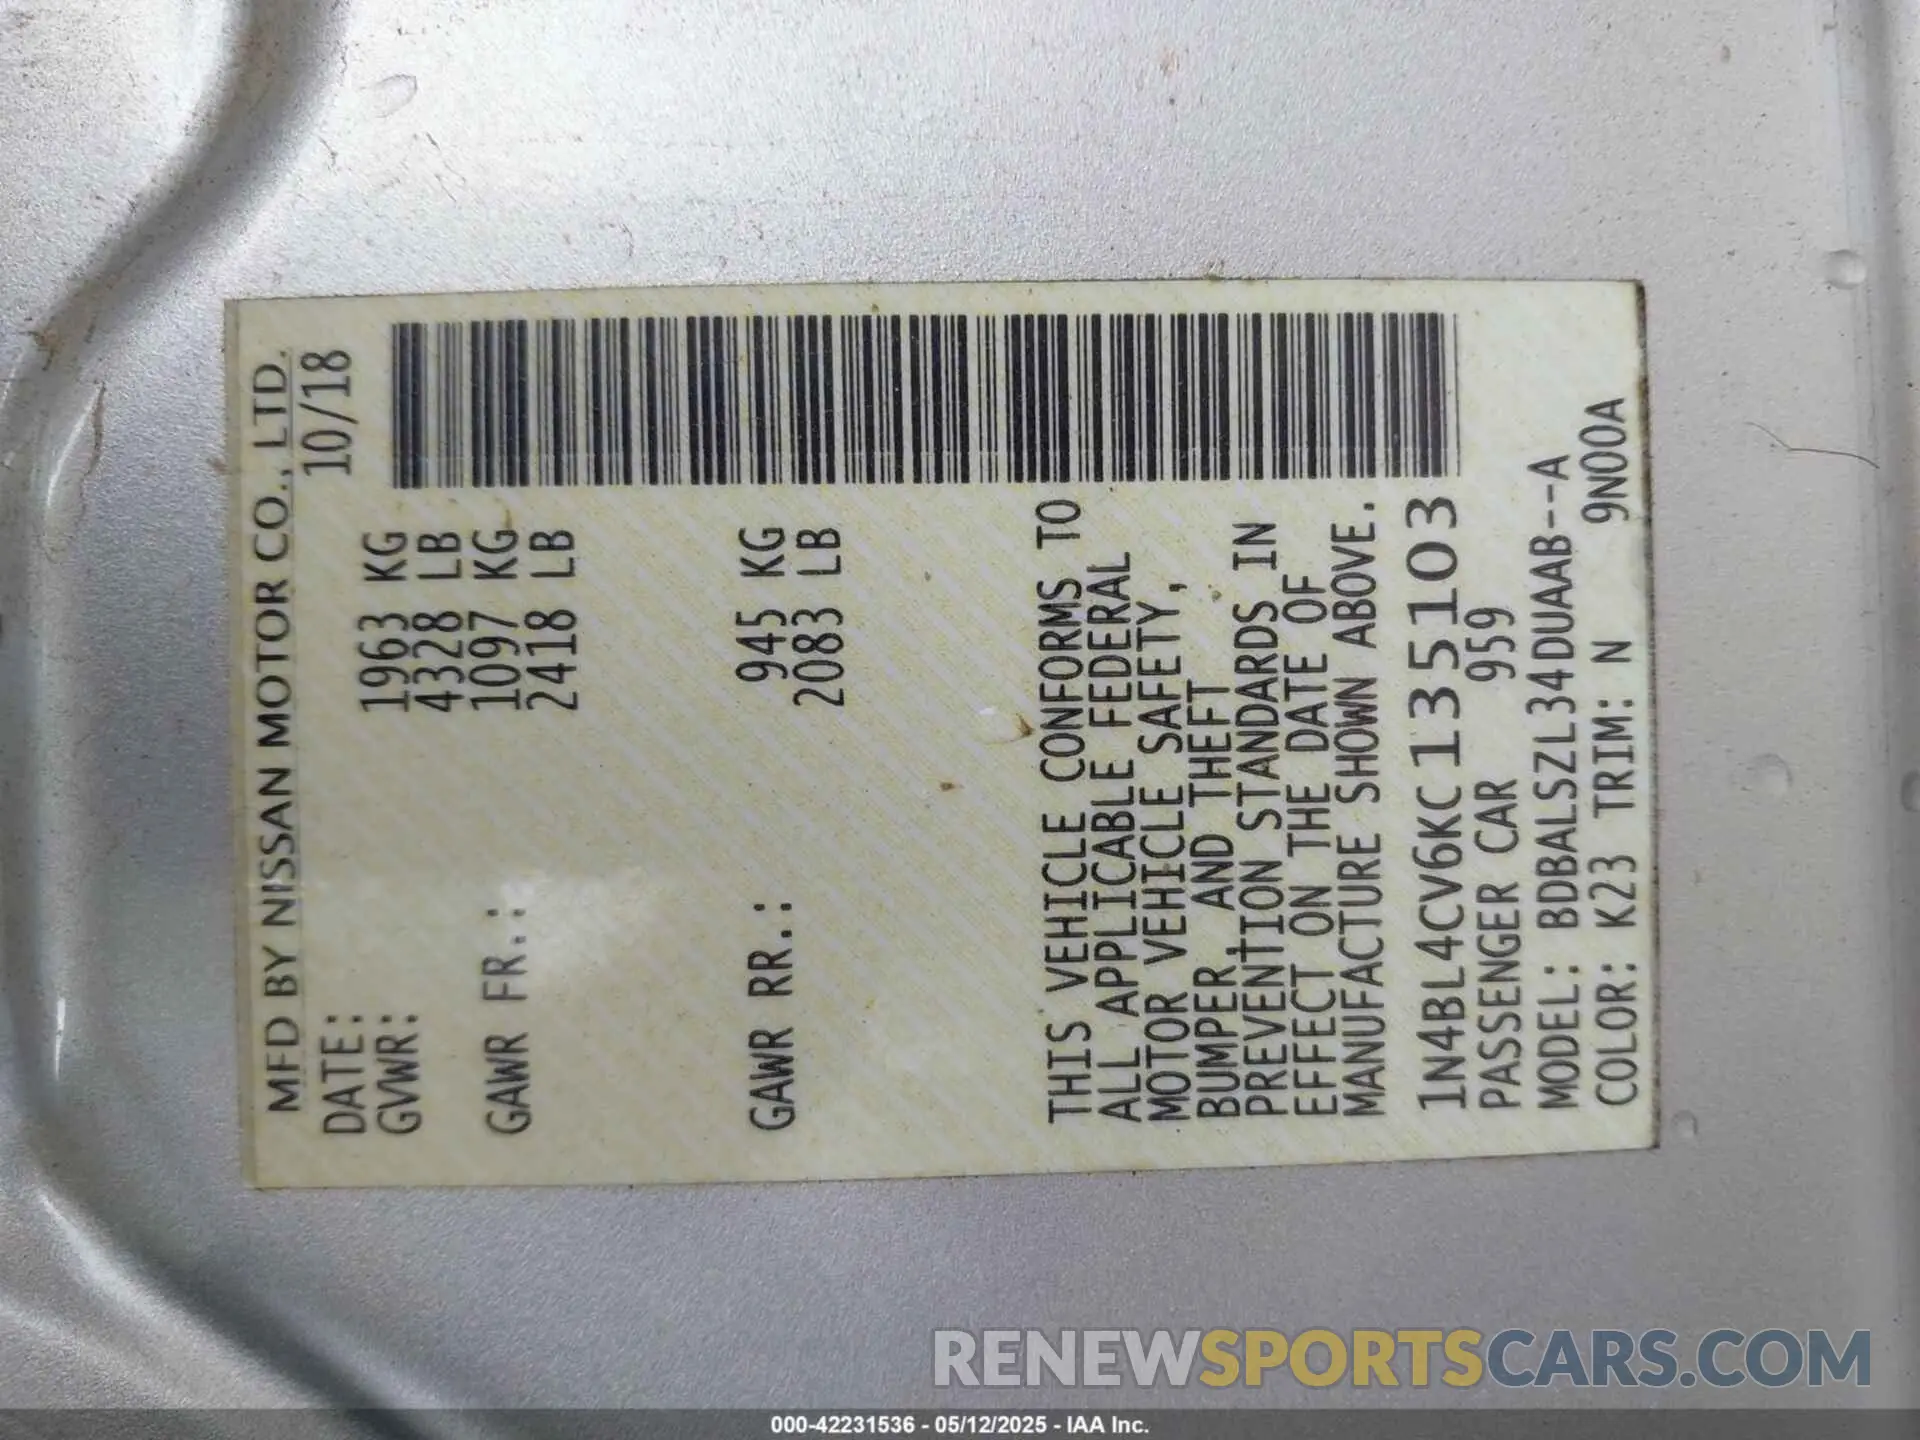 MFD BY NISSAN MOTOR CO., LTD.
DATE: 10/18
GVWR: 1963 KG
4328 LB
GAWR FR.: 1097 KG
2418 LB
GAWR RR.: 945 KG
2083 LB
THIS VEHICLE CONFORMS TO
ALL APPLICABLE FEDERAL
MOTOR VEHICLE SAFETY,
BUMPER, AND THEFT
PREVENTION STANDARDS IN
EFFECT ON THE DATE OF
MANUFACTURE SHOWN ABOVE.
1N4BL4CV6KC135103
PASSENGER CAR 959
MODEL: BDBALSZL34DUAAB--A
COLOR: K23 TRIM: N 9N00A
RENEWSPORTSCARS.COM
000-42231536 - 05/12/2025 - IAA Inc.